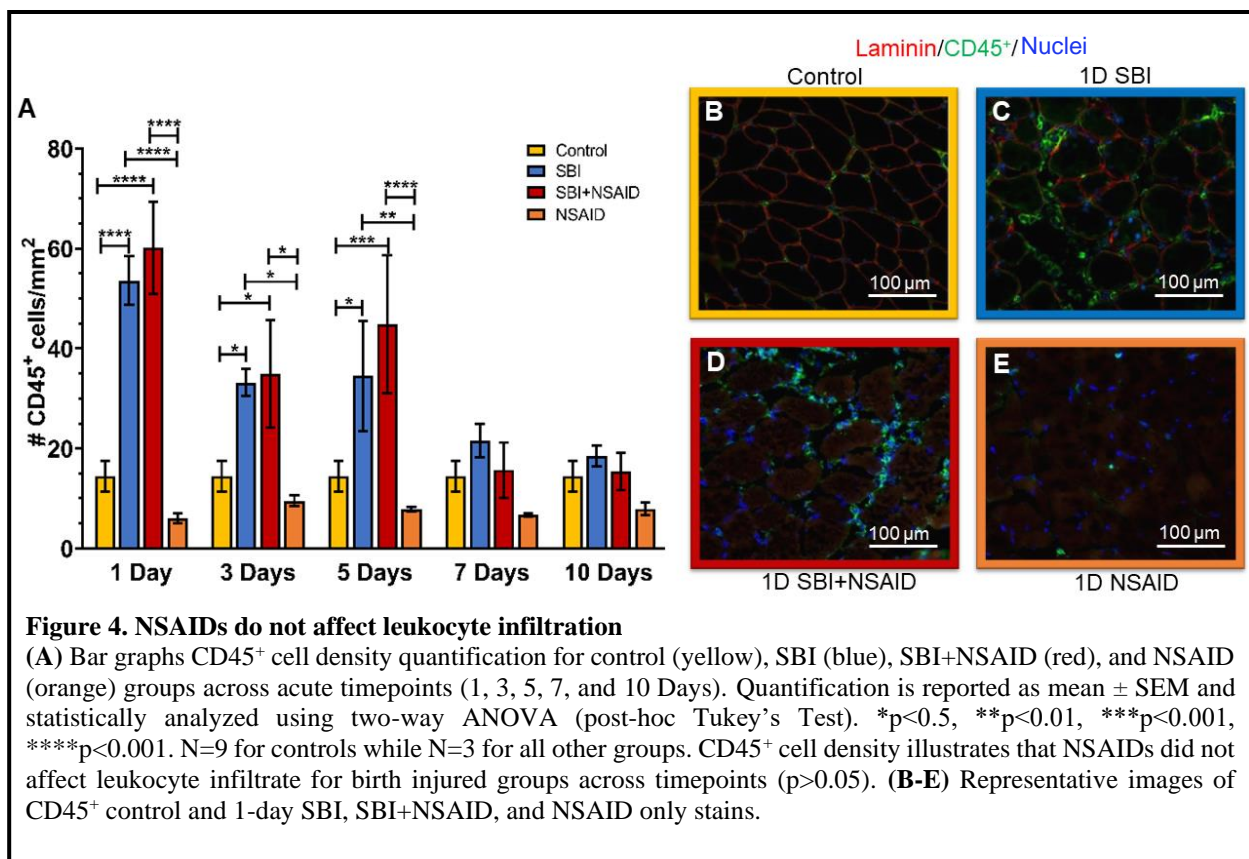 Laminin/CD45⁺/Nuclei
Control
1D SBI
A
B
C
80
60
40
20
0
# CD45⁺ cells/mm²
****
****
****
****
*
*
*
*
****
**
***
*
Control
SBI
SBI+NSAID
NSAID
1 Day
3 Days
5 Days
7 Days
10 Days
100 µm
100 µm
D
E
100 µm
100 µm
1D SBI+NSAID
1D NSAID
Figure 4. NSAIDs do not affect leukocyte infiltration
(A) Bar graphs CD45⁺ cell density quantification for control (yellow), SBI (blue), SBI+NSAID (red), and NSAID
(orange) groups across acute timepoints (1, 3, 5, 7, and 10 Days). Quantification is reported as mean ± SEM and
statistically analyzed using two-way ANOVA (post-hoc Tukey's Test). *p<0.5, **p<0.01, ***p<0.001,
****p<0.001. N=9 for controls while N=3 for all other groups. CD45⁺ cell density illustrates that NSAIDs did not
affect leukocyte infiltrate for birth injured groups across timepoints (p>0.05). (B-E) Representative images of
CD45⁺ control and 1-day SBI, SBI+NSAID, and NSAID only stains.